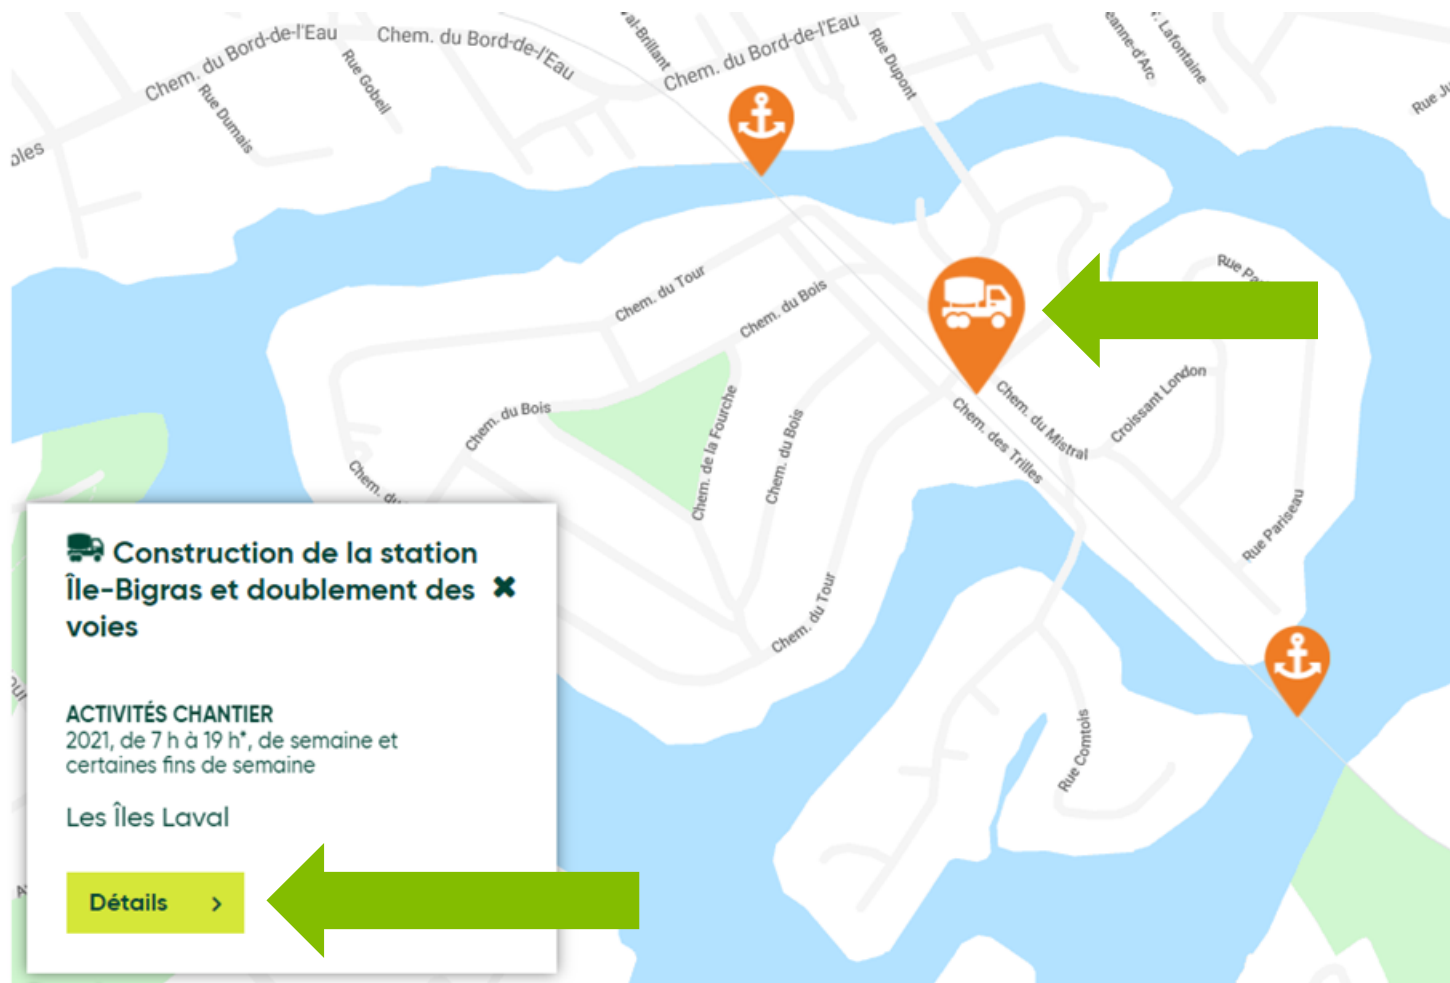 Chem. du Bord-de-l'Eau
Chem. du Bord-de-l'Eau
Chem. du Bord-de-l'Eau
Rue Gobeil
Rue Dumais
Rue Dupont
Lafontaine
Chem. du Tour
Chem. du Bois
Chem. du Bois
Chem. de la Fourche
Chem. du Bois
Chem. des Trilles
Chem. du Mistral
Croissant London
Rue Pariseau
Chem. du Tour
Rue Comtois
Construction de la station
Île-Bigras et doublement des
voies
ACTIVITÉS CHANTIER
2021, de 7 h à 19 h*, de semaine et
certaines fins de semaine
Les Îles Laval
Détails >